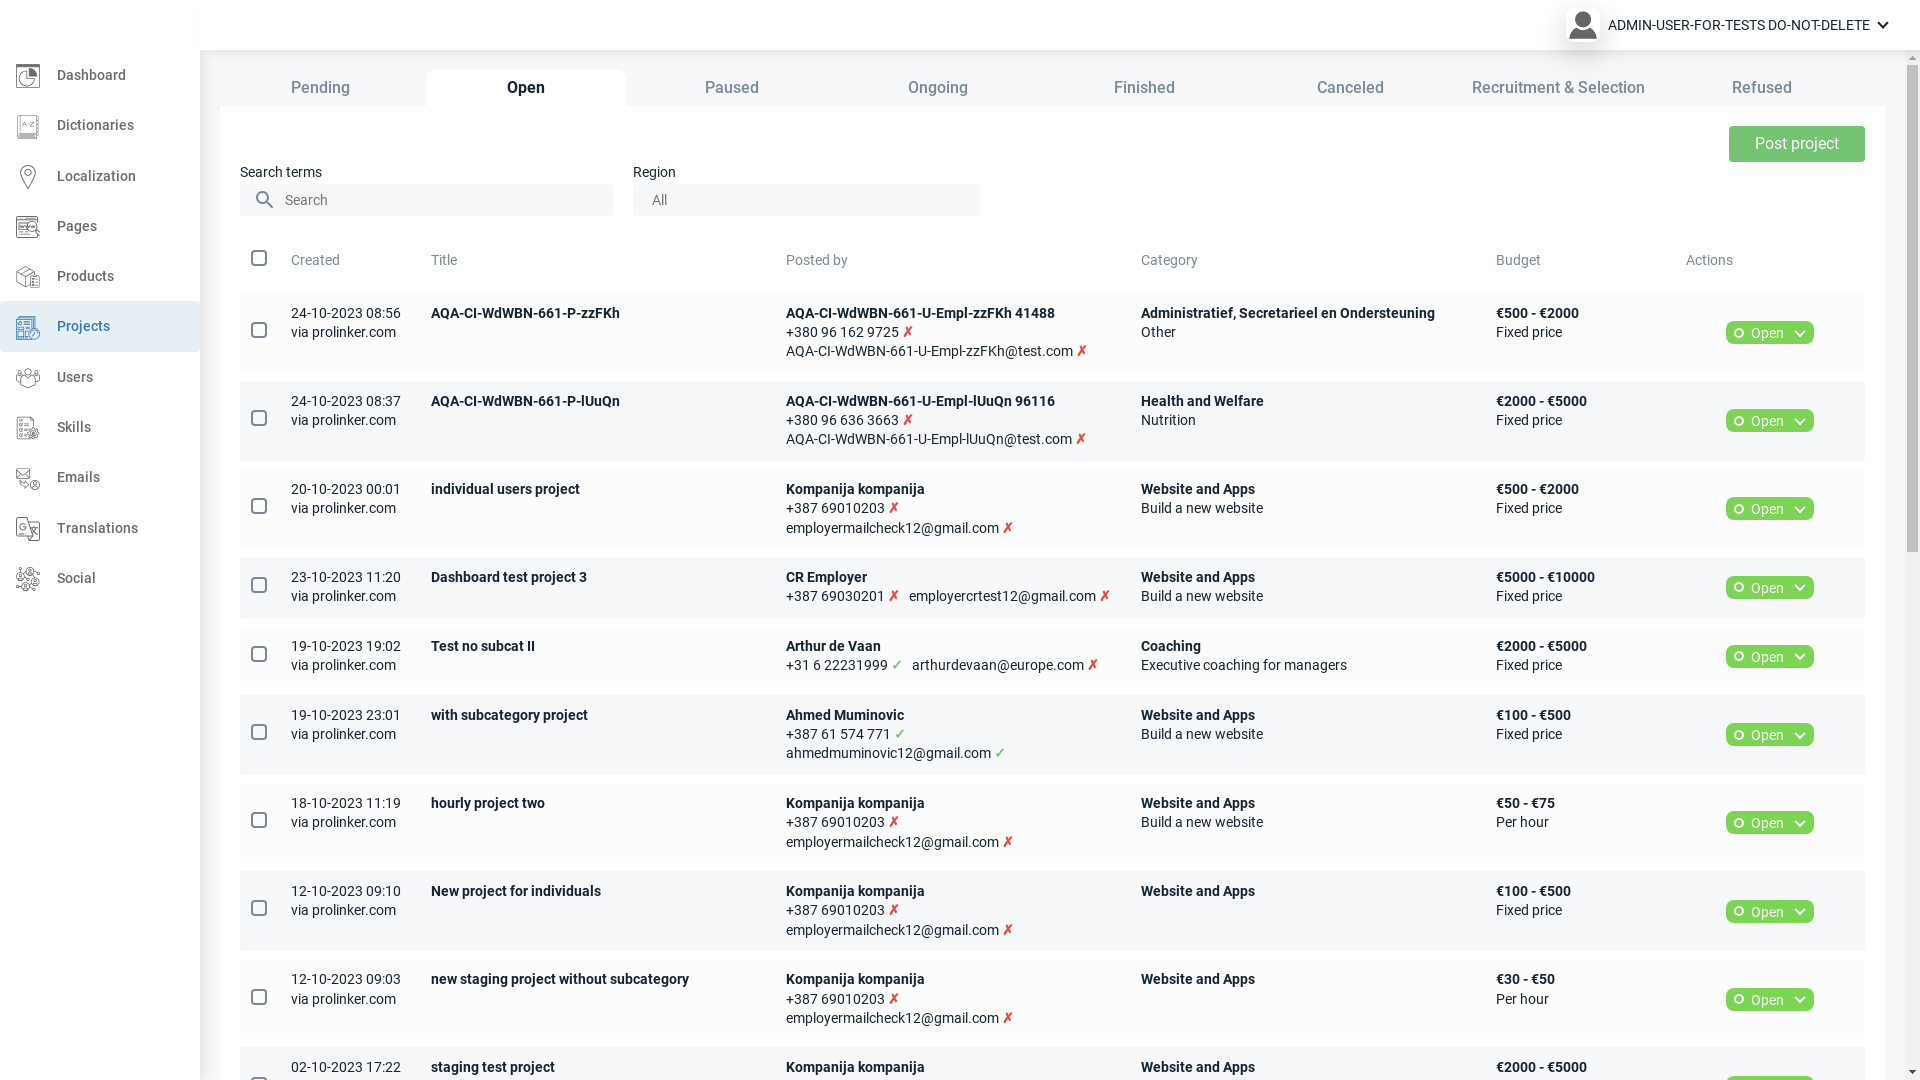 ADMIN-USER-FOR-TESTS DO-NOT-DELETE
Dashboard
Dictionaries
Localization
Pages
Products
Projects
Users
Skills
Emails
Translations
Social
Pending
Open
Paused
Ongoing
Finished
Canceled
Recruitment & Selection
Refused
Post project
Search terms
Region
Search
All
Created Title Posted by Category Budget Actions
24-10-2023 08:56 AQA-CI-WdWBN-661-P-zzFKh AQA-CI-WdWBN-661-U-Empl-zzFKh 41488 Administratief, Secretarieel en Ondersteuning €500 - €2000
via prolinker.com +380 96 162 9725 ✗ Other Fixed price Open
AQA-CI-WdWBN-661-U-Empl-zzFKh@test.com ✗
24-10-2023 08:37 AQA-CI-WdWBN-661-P-lUuQn AQA-CI-WdWBN-661-U-Empl-lUuQn 96116 Health and Welfare €2000 - €5000
via prolinker.com +380 96 636 3663 ✗ Nutrition Fixed price Open
AQA-CI-WdWBN-661-U-Empl-lUuQn@test.com ✗
20-10-2023 00:01 individual users project Kompanija kompanija Website and Apps €500 - €2000
via prolinker.com +387 69010203 ✗ Build a new website Fixed price Open
employermailcheck12@gmail.com ✗
23-10-2023 11:20 Dashboard test project 3 CR Employer Website and Apps €5000 - €10000
via prolinker.com +387 69030201 ✗ employercrtest12@gmail.com ✗ Build a new website Fixed price Open
19-10-2023 19:02 Test no subcat II Arthur de Vaan Coaching €2000 - €5000
via prolinker.com +31 6 22231999 ✓ arthurdevaan@europe.com ✗ Executive coaching for managers Fixed price Open
19-10-2023 23:01 with subcategory project Ahmed Muminovic Website and Apps €100 - €500
via prolinker.com +387 61 574 771 ✓ Build a new website Fixed price Open
ahmedmuminovic12@gmail.com ✓
18-10-2023 11:19 hourly project two Kompanija kompanija Website and Apps €50 - €75
via prolinker.com +387 69010203 ✗ Build a new website Per hour Open
employermailcheck12@gmail.com ✗
12-10-2023 09:10 New project for individuals Kompanija kompanija Website and Apps €100 - €500
via prolinker.com +387 69010203 ✗ Fixed price Open
employermailcheck12@gmail.com ✗
12-10-2023 09:03 new staging project without subcategory Kompanija kompanija Website and Apps €30 - €50
via prolinker.com +387 69010203 ✗ Per hour Open
employermailcheck12@gmail.com ✗
02-10-2023 17:22 staging test project Kompanija kompanija Website and Apps €2000 - €5000